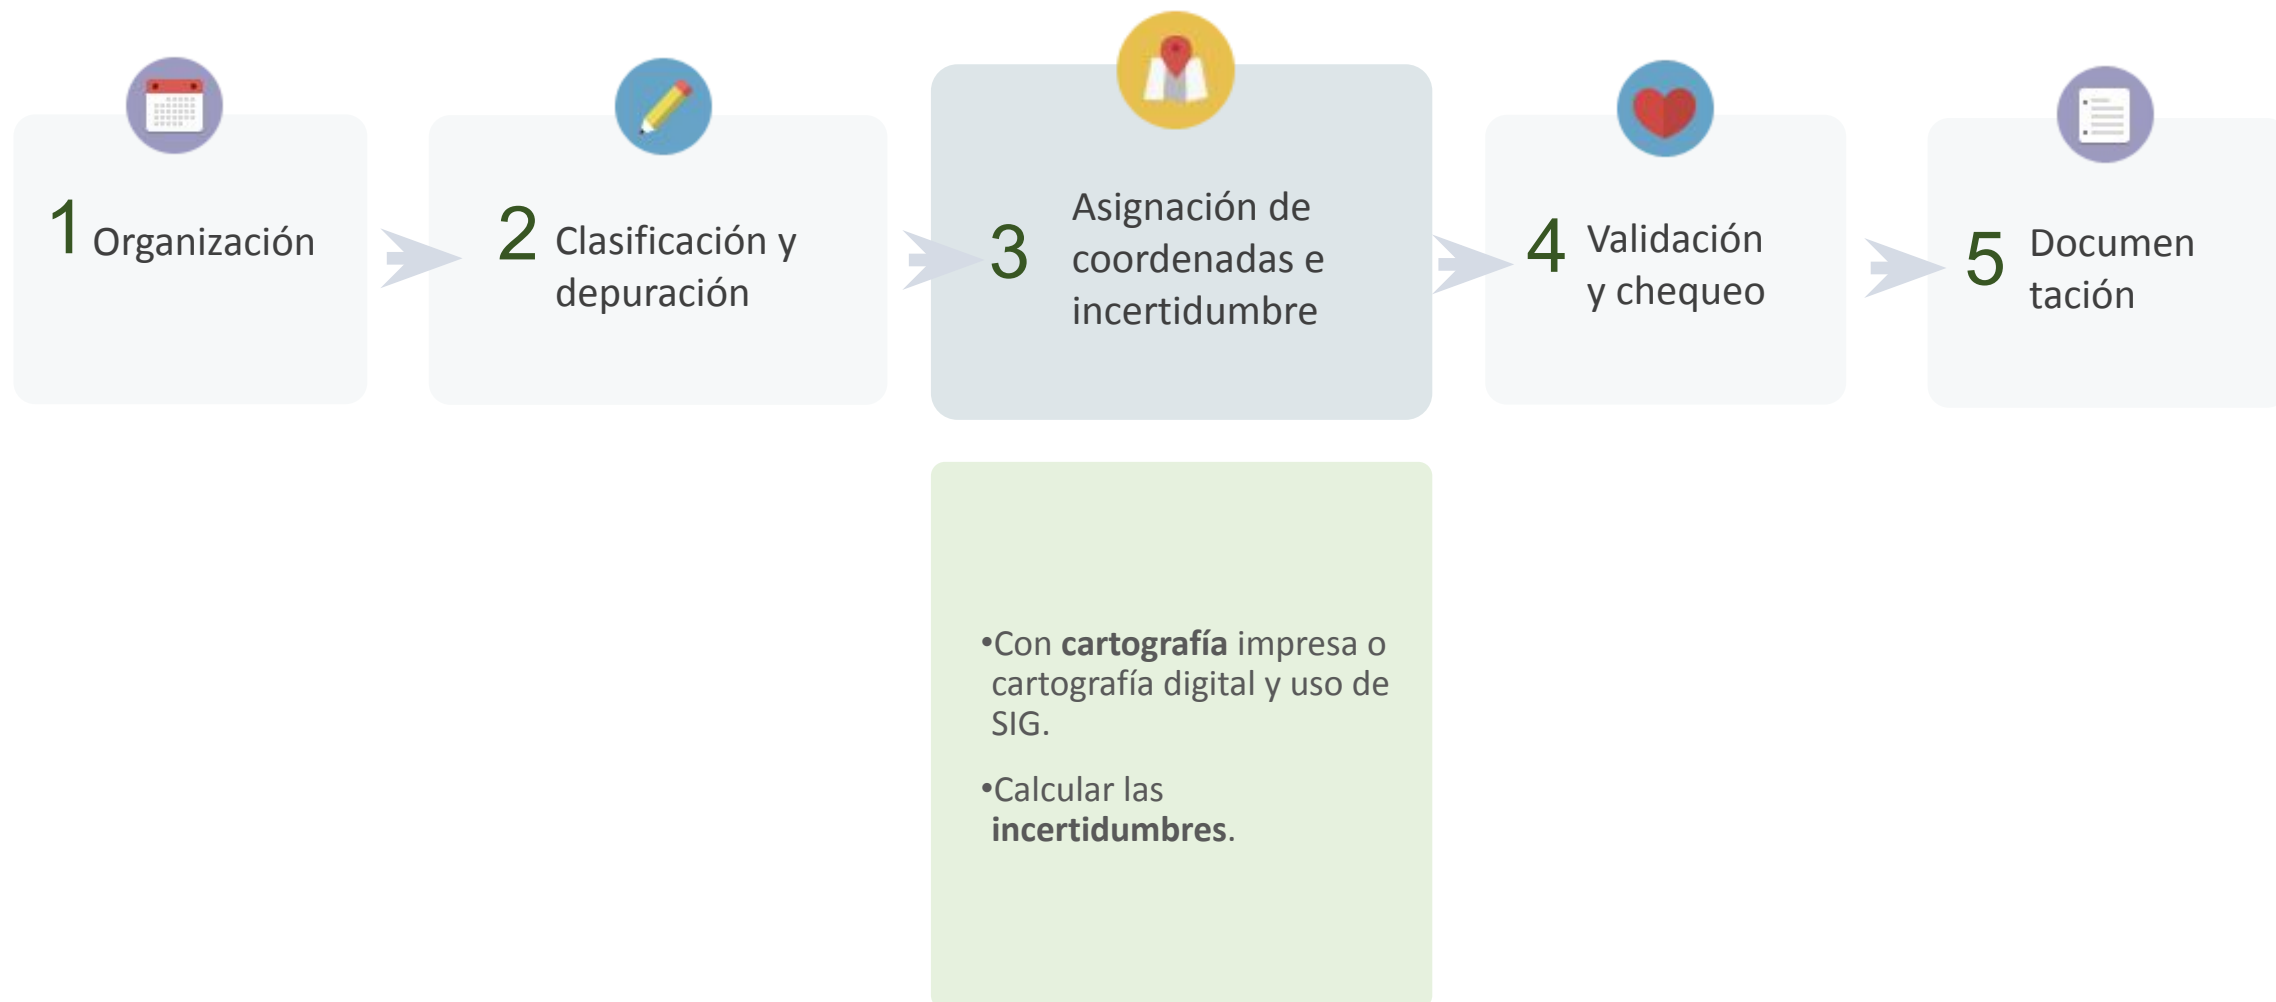 1 Organización
2 Clasificación y
depuración
3 Asignación de
coordenadas e
incertidumbre
4 Validación
y chequeo
5 Documen
tación
•Con cartografía impresa o
cartografía digital y uso de
SIG.
•Calcular las
incertidumbres.